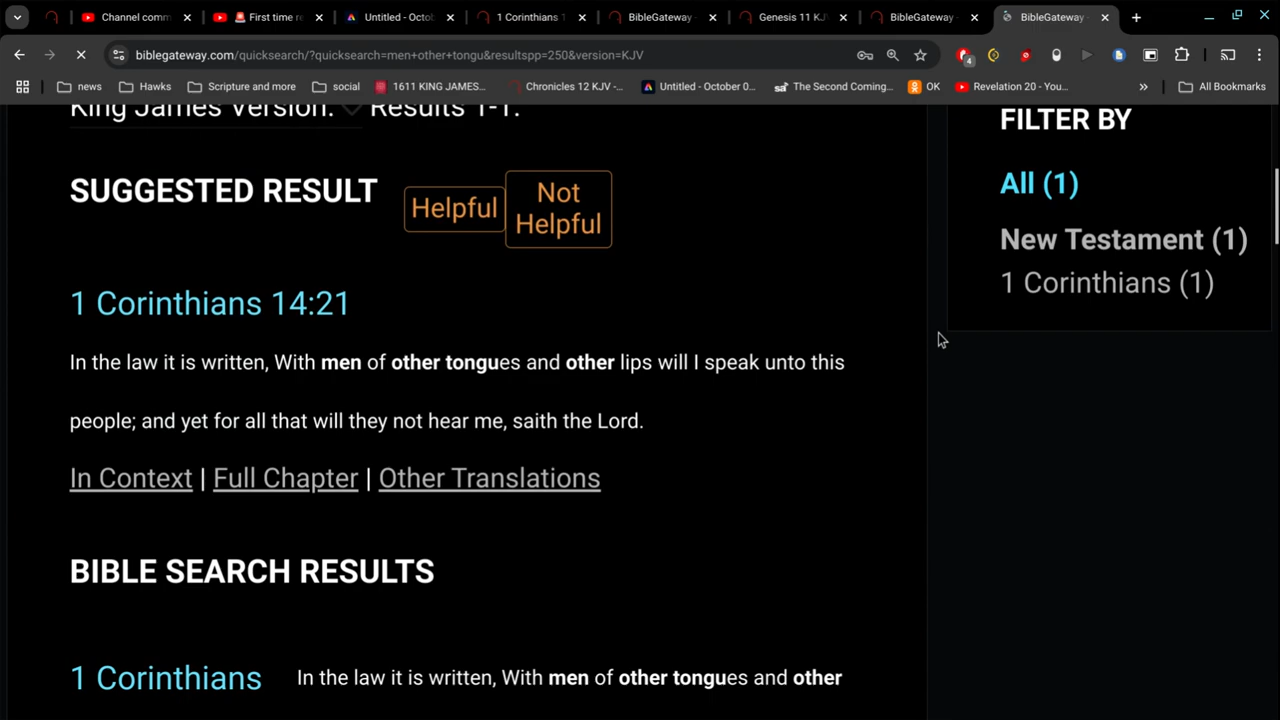 Channel comm
🚨 First time re
Untitled - Octo
1 Corinthians 1
BibleGateway
Genesis 11 KJV
BibleGateway -
BibleGateway
biblegateway.com/quicksearch/?quicksearch=men+other+tongu&resultspp=250&version=KJV
4
news
Hawks
Scripture and more
social
1611 KING JAMES...
Chronicles 12 KJV -...
Untitled - October 0...
sa The Second Coming...
OK
Revelation 20 - You...
» All Bookmarks
King James Version. Results 1-1.
SUGGESTED RESULT
Helpful
Not
Helpful
1 Corinthians 14:21
In the law it is written, With men of other tongues and other lips will I speak unto this
people; and yet for all that will they not hear me, saith the Lord.
In Context | Full Chapter | Other Translations
BIBLE SEARCH RESULTS
1 Corinthians In the law it is written, With men of other tongues and other
FILTER BY
All (1)
New Testament (1)
1 Corinthians (1)